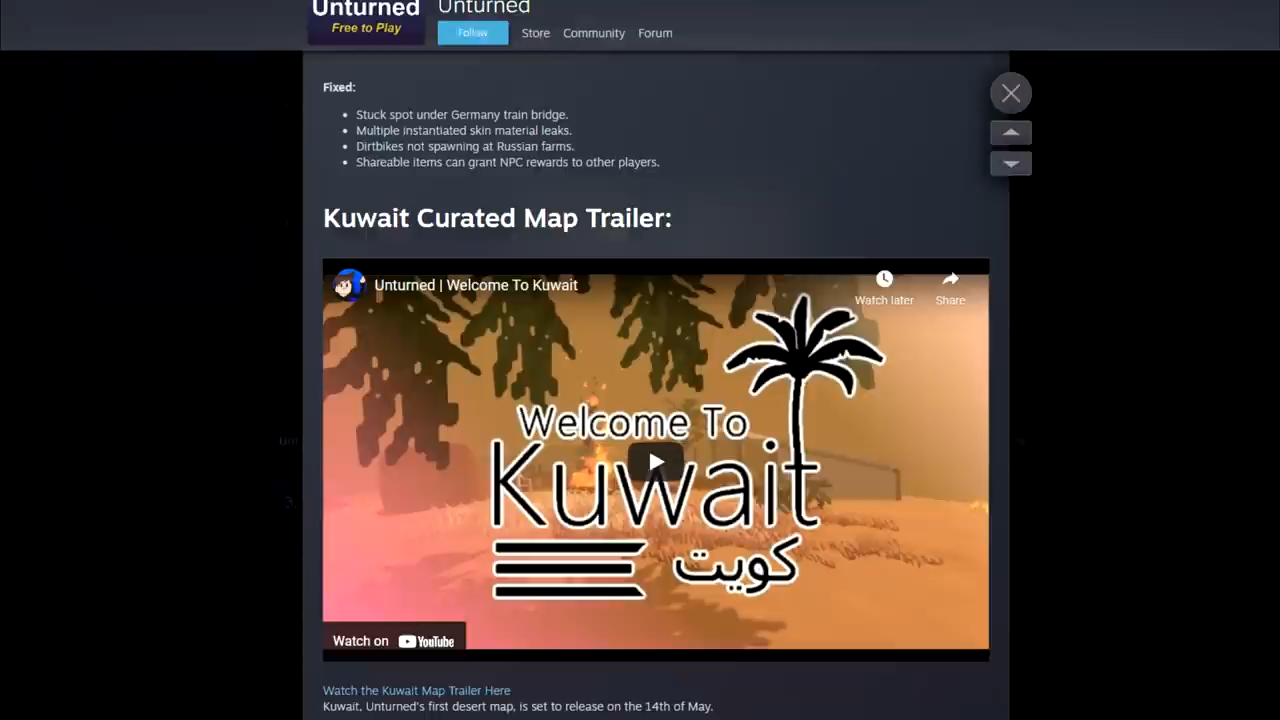 Unturned
Free to Play
Unturned
Follow
Store
Community
Forum
Fixed:
Stuck spot under Germany train bridge.
Multiple instantiated skin material leaks.
Dirtbikes not spawning at Russian farms.
Shareable items can grant NPC rewards to other players.
Kuwait Curated Map Trailer:
Unturned | Welcome To Kuwait
Watch later
Share
Welcome To
Kuwait
كويت
Watch on YouTube
Watch the Kuwait Map Trailer Here
Kuwait, Unturned's first desert map, is set to release on the 14th of May.